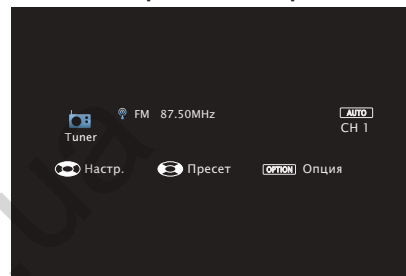 FM 87.50MHz
AUTO
Tuner
CH 1
Настр. Пресет OPTION Опция